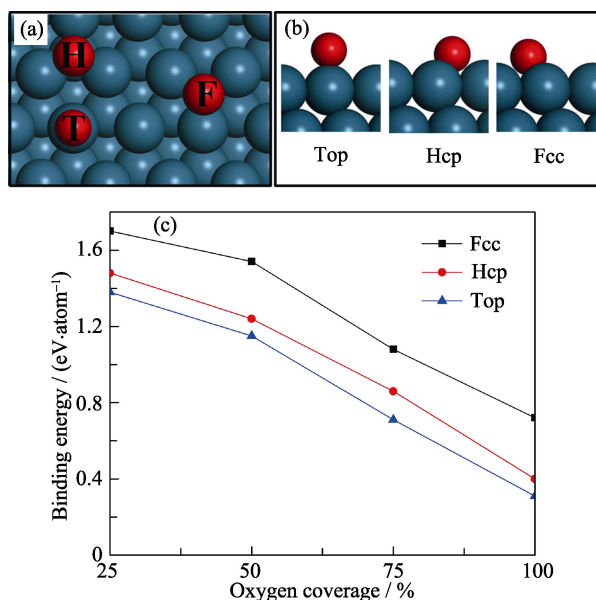 (a)
H
F
T
(b)
Top Hcp Fcc
(c)
Fcc
Hcp
Top
Binding energy / (eV·atom⁻¹)
1.6
1.2
0.8
0.4
0
25 50 75 100
Oxygen coverage / %